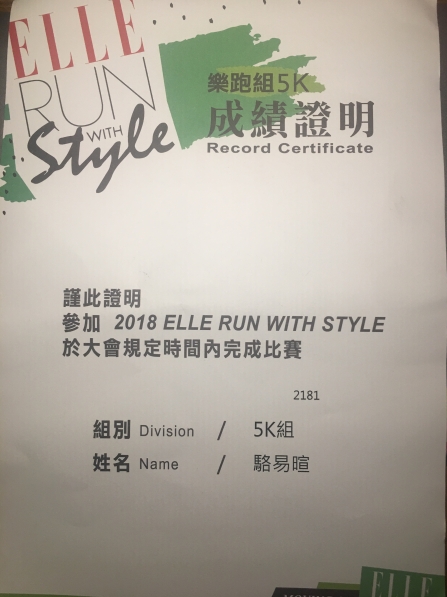 ELLE
RUN
WITH
Style
樂跑組5K
成績證明
Record Certificate
謹此證明
參加 2018 ELLE RUN WITH STYLE
於大會規定時間內完成比賽
2181
組別 Division / 5K組
姓名 Name / 駱易暄
ELLE